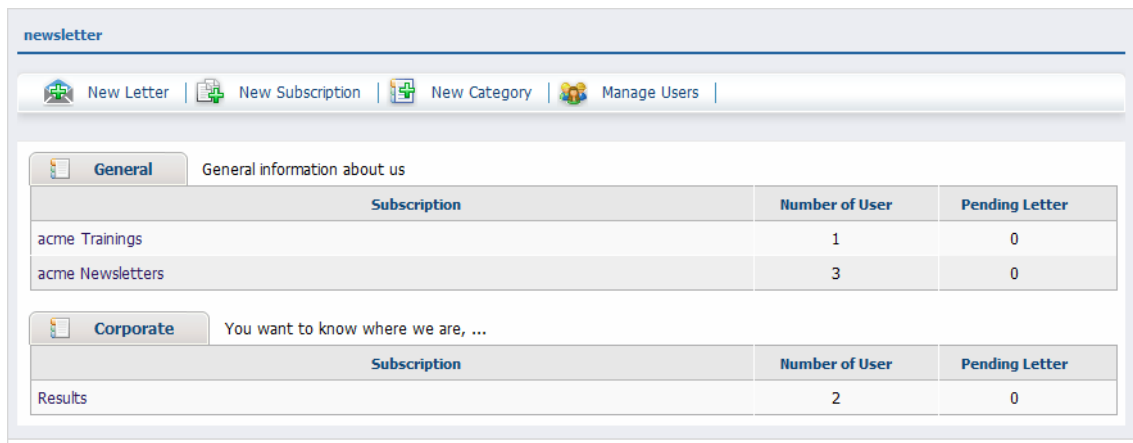 newsletter
New Letter | New Subscription | New Category | Manage Users |
General General information about us
Subscription Number of User Pending Letter
acme Trainings 1 0
acme Newsletters 3 0
Corporate You want to know where we are, ...
Subscription Number of User Pending Letter
Results 2 0